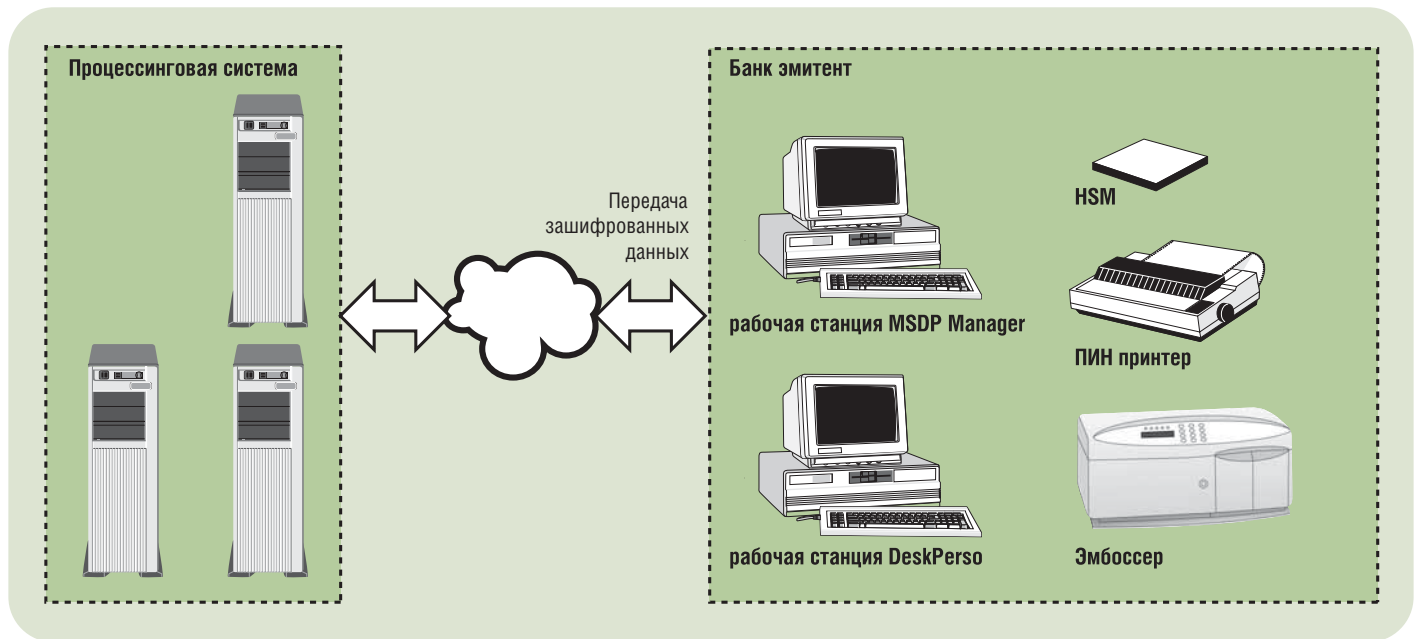 Процессинговая система
Передача
зашифрованных
данных
Банк эмитент
рабочая станция MSDP Manager
HSM
ПИН принтер
рабочая станция DeskPerso
Эмбоссер